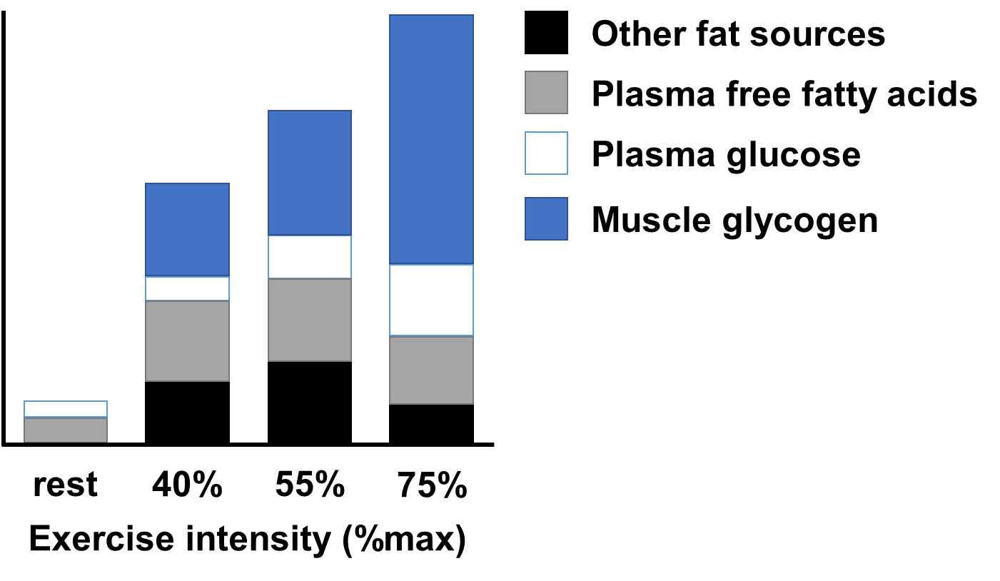 Other fat sources
Plasma free fatty acids
Plasma glucose
Muscle glycogen
rest 40% 55% 75%
Exercise intensity (%max)